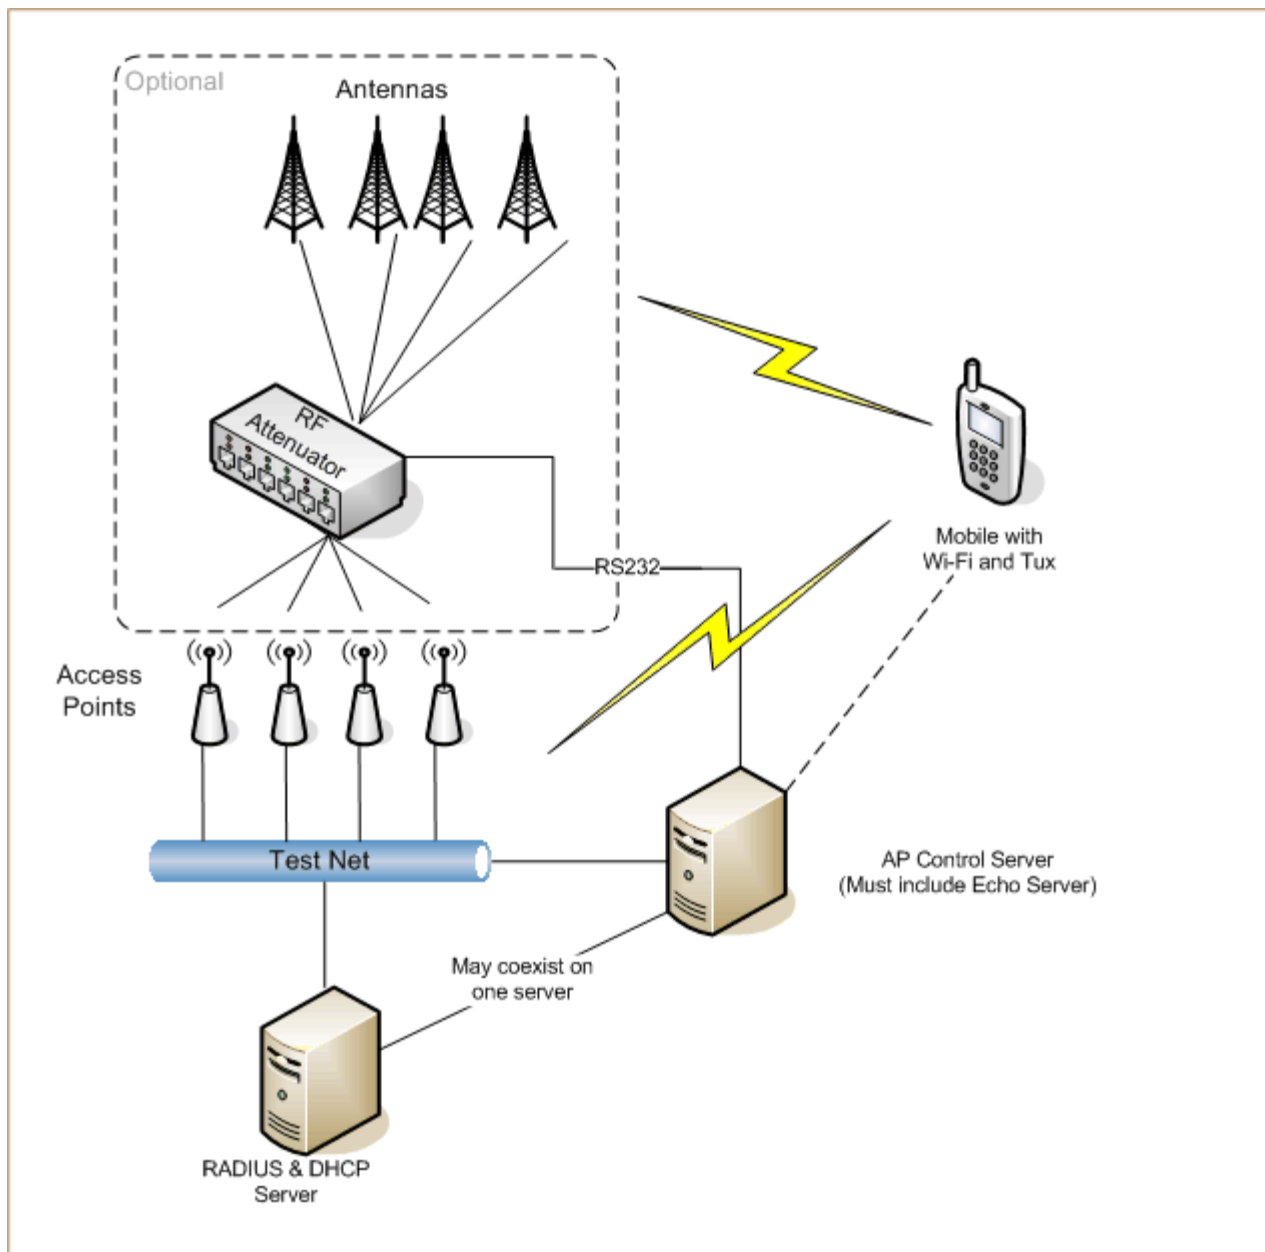 Optional
Antennas
RF
Attenuator
RS232
Mobile with
Wi-Fi and Tux
Access
Points
Test Net
AP Control Server
(Must include Echo Server)
May coexist on
one server
RADIUS & DHCP
Server